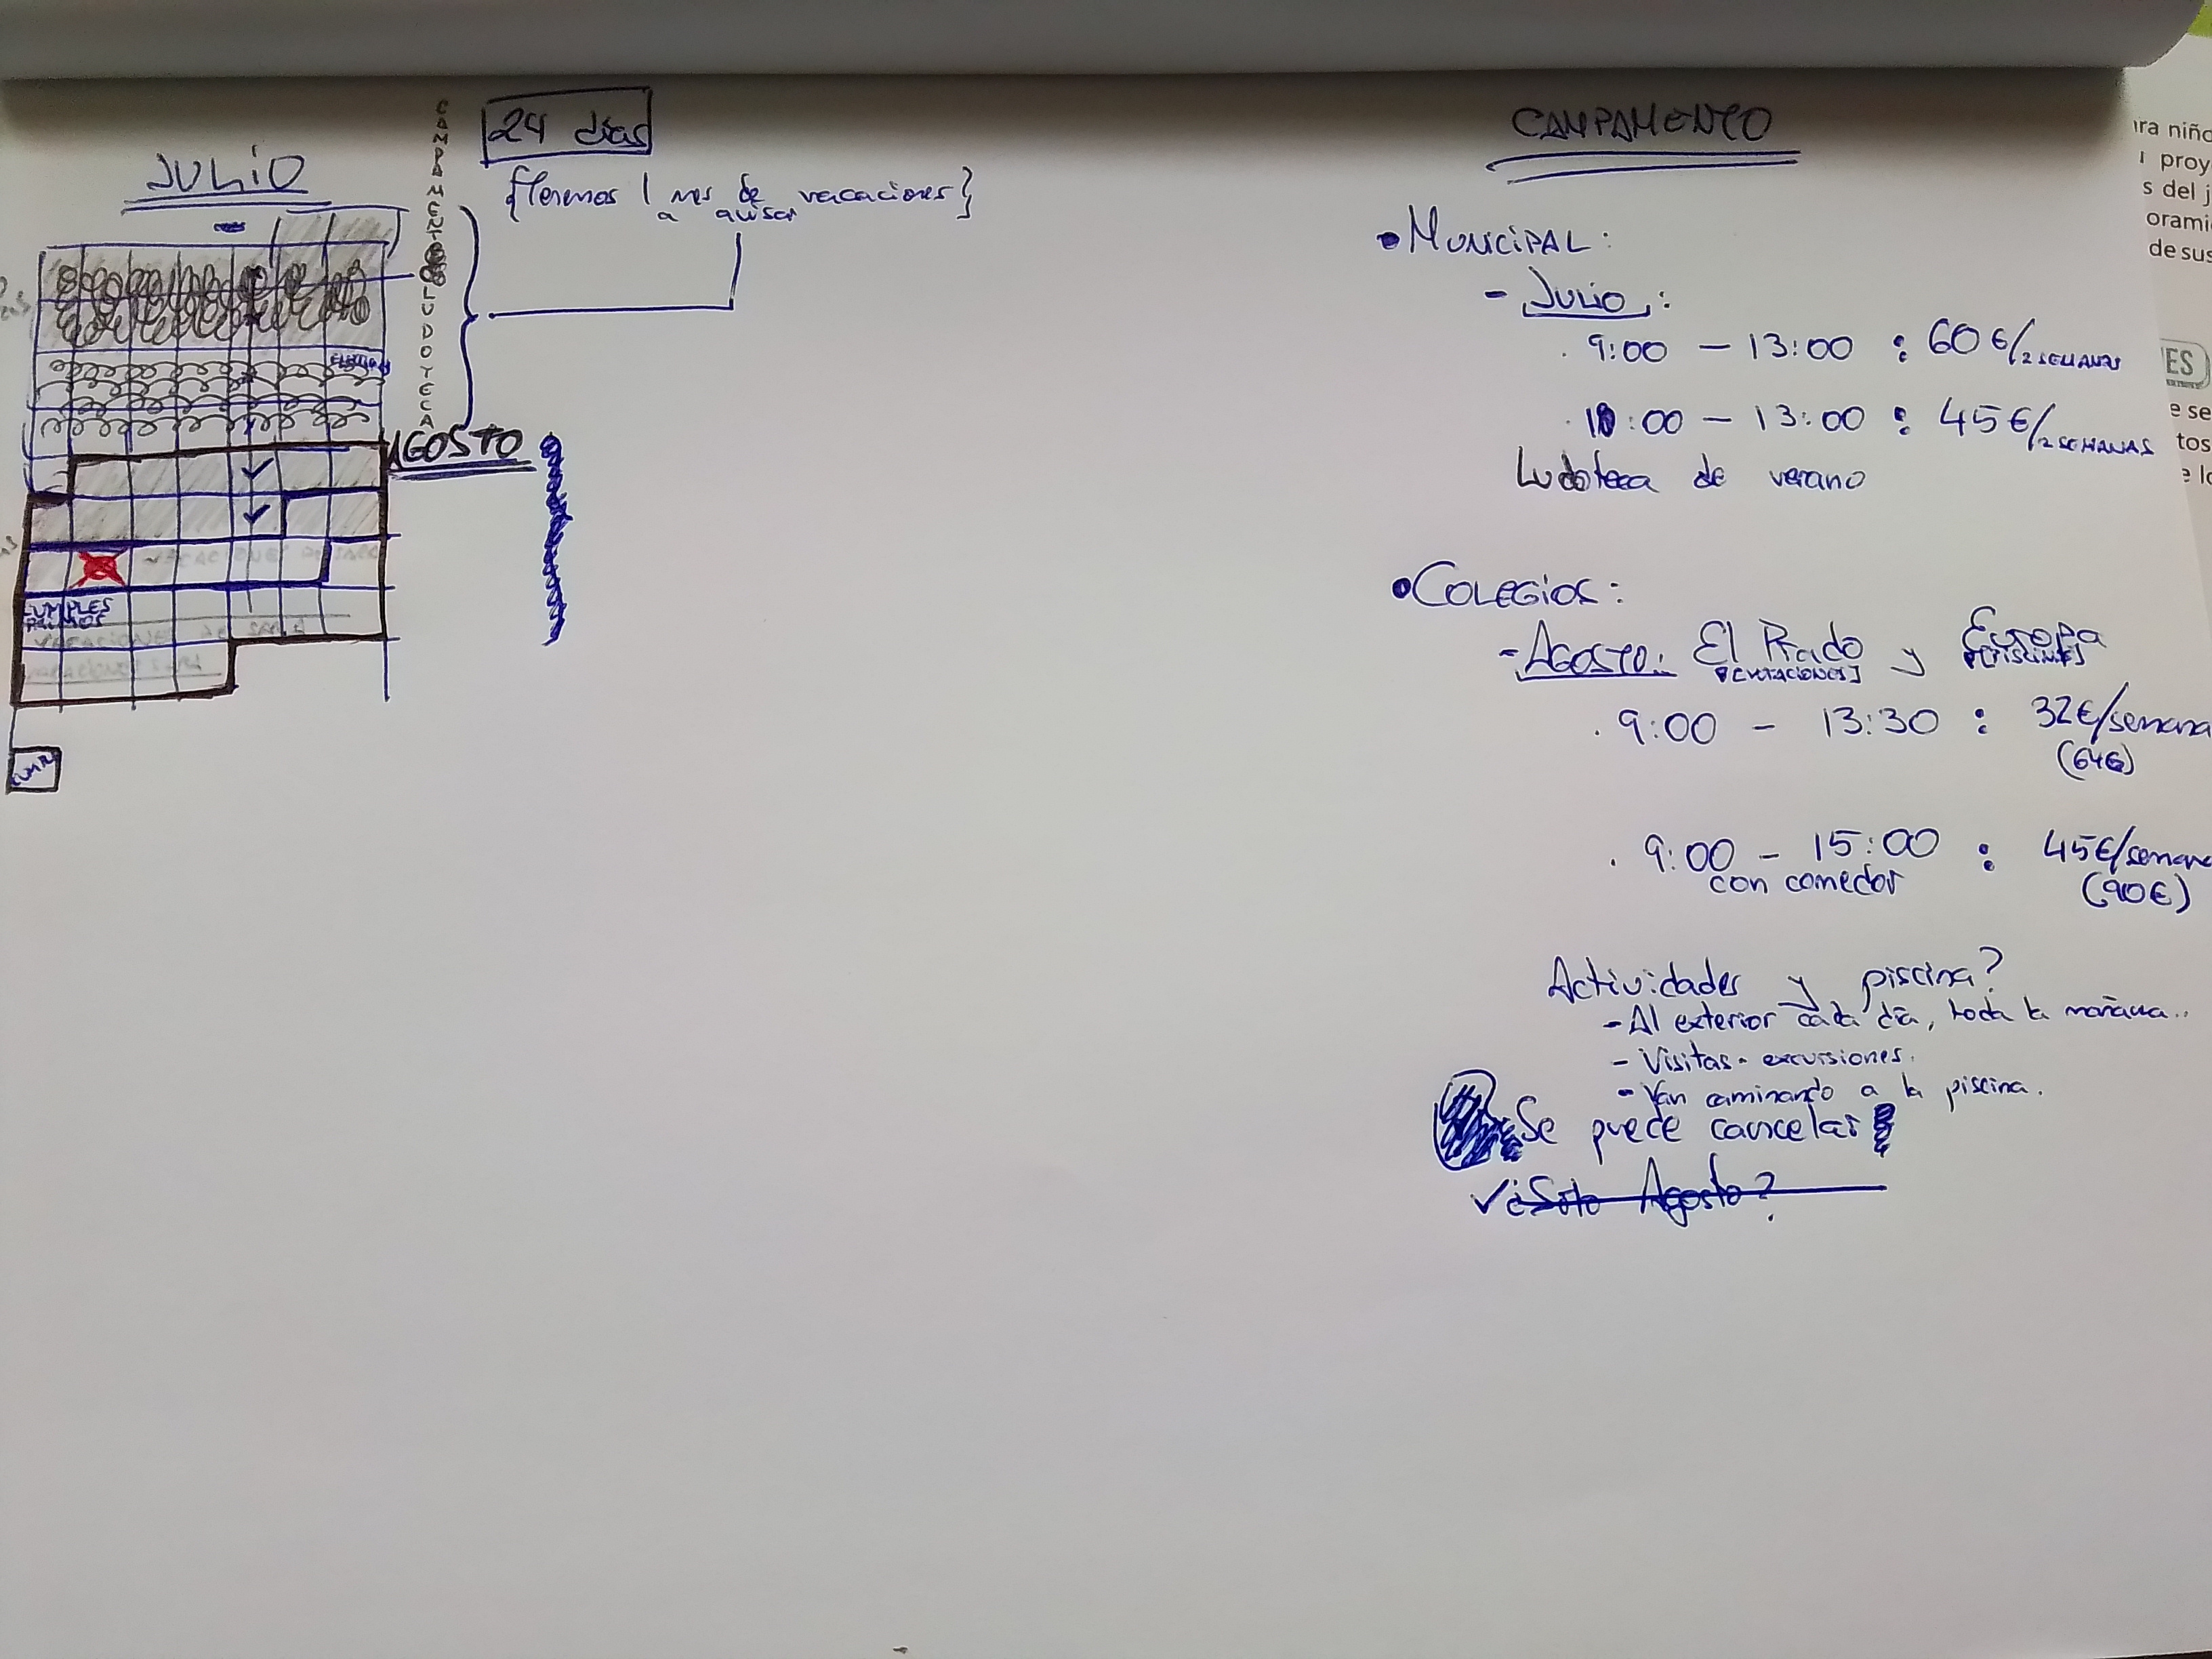 JULIO
CAMPAMENTO
LUDOTECA
24 días
{Tenemos 1 mes de vacaciones}
a avisar
AGOSTO
CUMPLES
PRIMOS
CAMPAMENTO
• MUNICIPAL:
- JULIO:
. 9:00 - 13:00 : 60€/2 SEMANAS
. 10:00 - 13:00 : 45€/2 SEMANAS
Ludoteca de verano
• COLEGIOS:
- AGOSTO: El Prado y Europa
. 9:00 - 13:30 : 32€/semana
(64€)
. 9:00 - 15:00 : 45€/semana
con comedor (90€)
Actividades y piscina?
- Al exterior cada día, toda la mañana..
- Visitas - excursiones.
- Van caminando a la piscina.
Se puede cancelar
✓ ¿Solo Agosto?
ara niño
proy
s del j
orami
de sus
ES
e se
tos
e lo